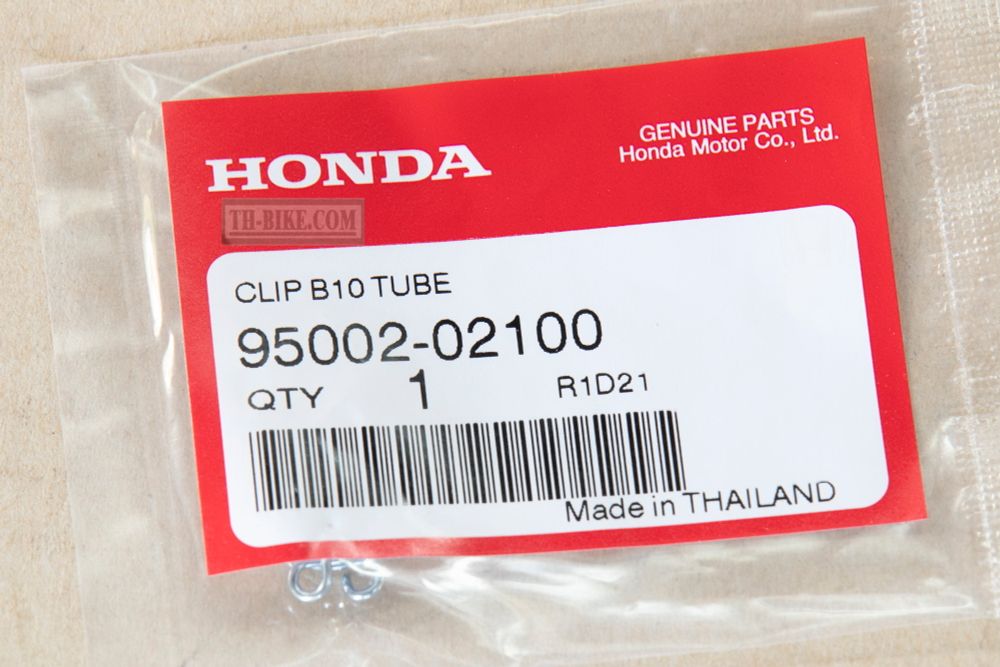 HONDA
GENUINE PARTS
Honda Motor Co., Ltd.
TH-BIKE.COM
CLIP B10 TUBE
95002-02100
QTY 1 R1D21
Made in THAILAND